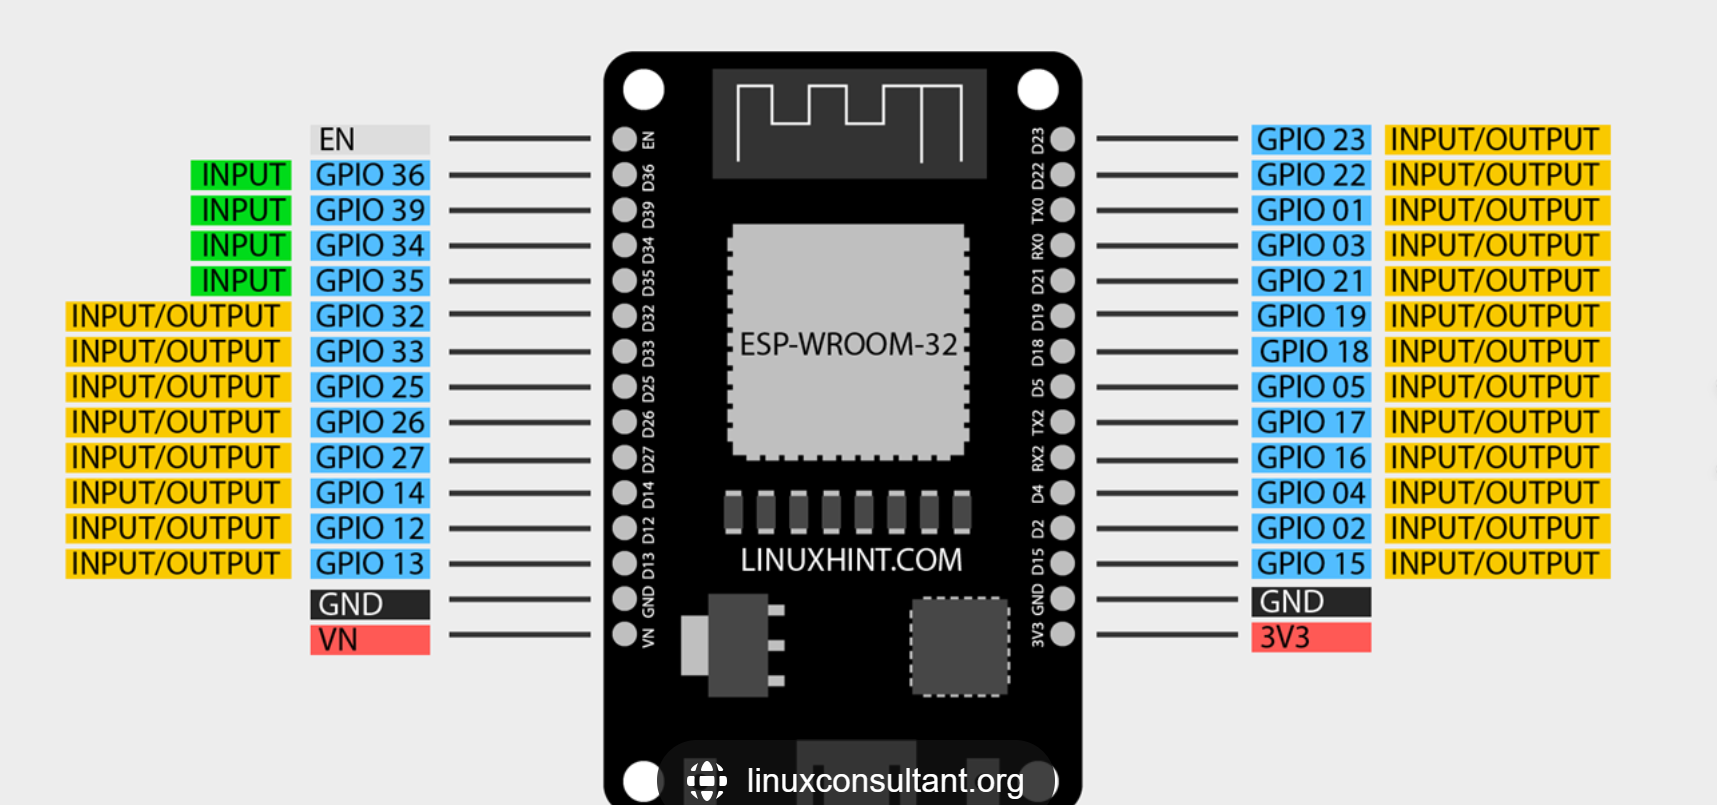 EN EN D23 GPIO 23 INPUT/OUTPUT
INPUT GPIO 36 D36 D22 GPIO 22 INPUT/OUTPUT
INPUT GPIO 39 D39 TX0 GPIO 01 INPUT/OUTPUT
INPUT GPIO 34 D34 RX0 GPIO 03 INPUT/OUTPUT
INPUT GPIO 35 D35 D21 GPIO 21 INPUT/OUTPUT
INPUT/OUTPUT GPIO 32 D32 D19 GPIO 19 INPUT/OUTPUT
INPUT/OUTPUT GPIO 33 D33 ESP-WROOM-32 D18 GPIO 18 INPUT/OUTPUT
INPUT/OUTPUT GPIO 25 D25 D5 GPIO 05 INPUT/OUTPUT
INPUT/OUTPUT GPIO 26 D26 TX2 GPIO 17 INPUT/OUTPUT
INPUT/OUTPUT GPIO 27 D27 RX2 GPIO 16 INPUT/OUTPUT
INPUT/OUTPUT GPIO 14 D14 D4 GPIO 04 INPUT/OUTPUT
INPUT/OUTPUT GPIO 12 D12 D2 GPIO 02 INPUT/OUTPUT
INPUT/OUTPUT GPIO 13 D13 LINUXHINT.COM D15 GPIO 15 INPUT/OUTPUT
GND GND GND GND
VN VN 3V3 3V3
linuxconsultant.org